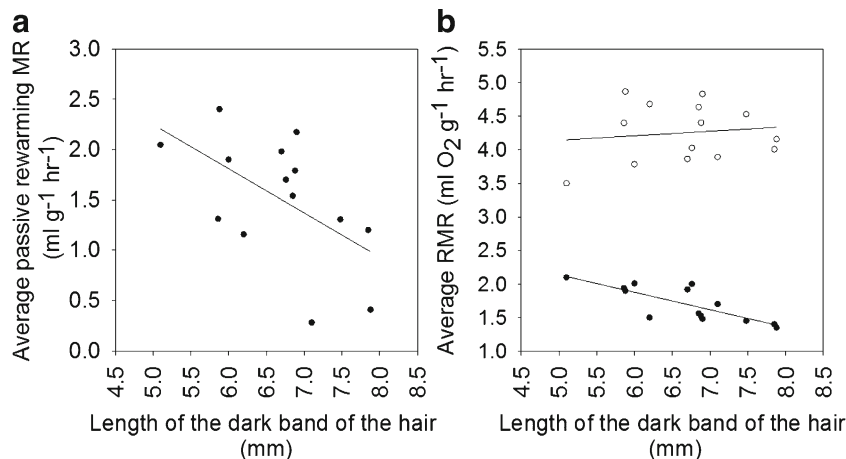 a
Average passive rewarming MR
(ml g⁻¹ hr⁻¹)
3.0
2.5
2.0
1.5
1.0
0.5
0.0
4.5 5.0 5.5 6.0 6.5 7.0 7.5 8.0 8.5
Length of the dark band of the hair
(mm)
b
Average RMR (ml O₂ g⁻¹ hr⁻¹)
5.5
5.0
4.5
4.0
3.5
3.0
2.5
2.0
1.5
1.0
4.5 5.0 5.5 6.0 6.5 7.0 7.5 8.0 8.5
Length of the dark band of the hair
(mm)